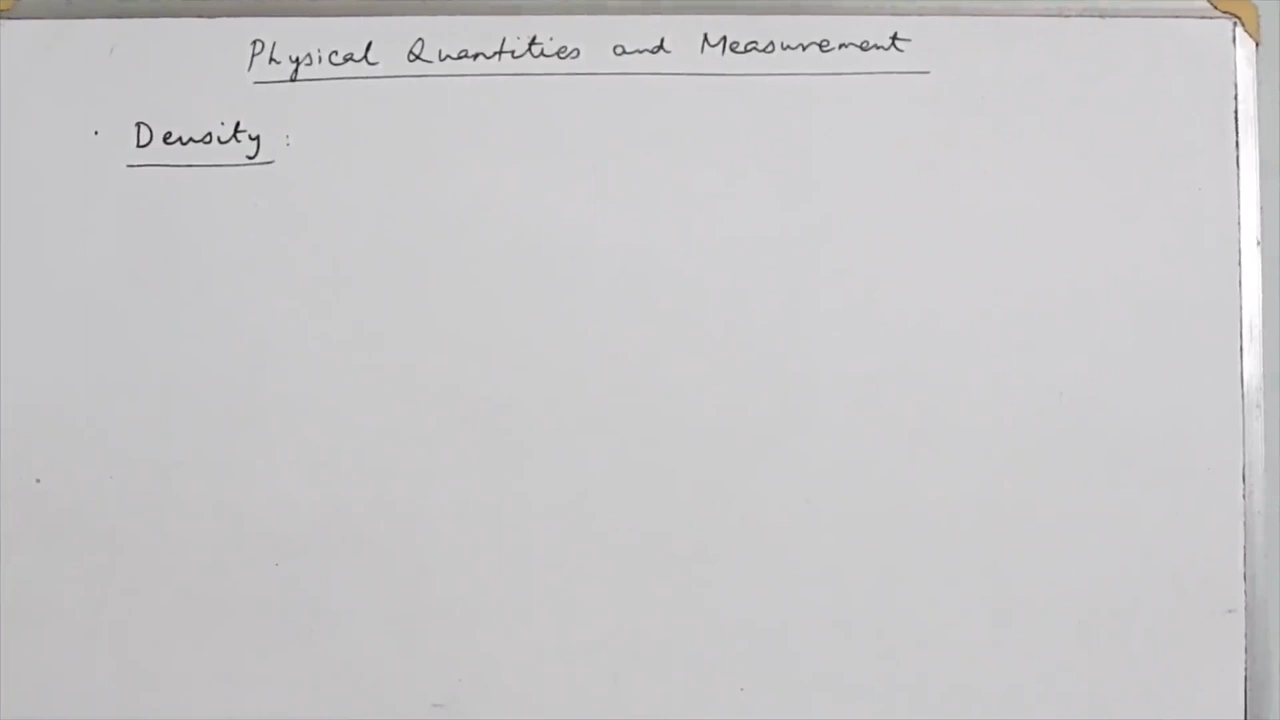 Physical Quantities and Measurement
· Density :